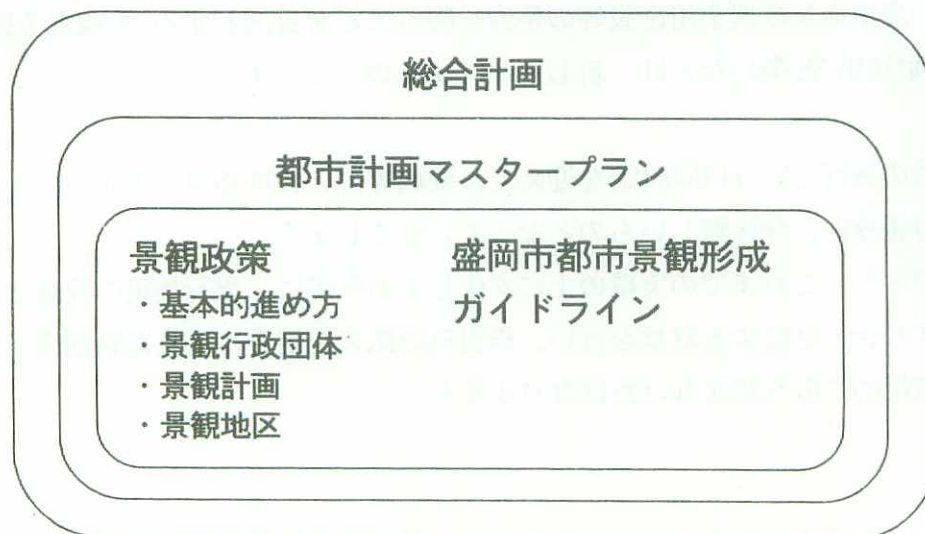 総合計画
都市計画マスタープラン
景観政策
・基本的進め方
・景観行政団体
・景観計画
・景観地区
盛岡市都市景観形成
ガイドライン